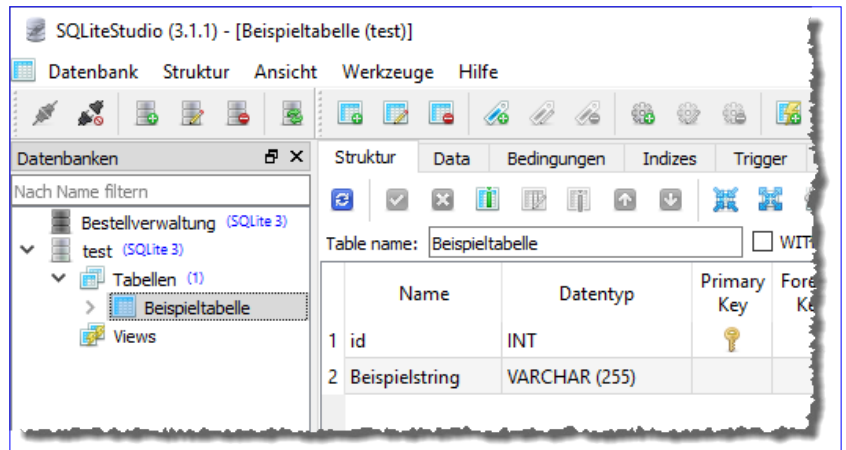 SQLiteStudio (3.1.1) - [Beispieltabelle (test)]
Datenbank Struktur Ansicht Werkzeuge Hilfe
Datenbanken
Nach Name filtern
Bestellverwaltung (SQLite 3)
test (SQLite 3)
Tabellen (1)
Beispieltabelle
Views
Struktur Data Bedingungen Indizes Trigger
Table name: Beispieltabelle WIT
Name Datentyp Primary Key
1 id INT
2 Beispielstring VARCHAR (255)